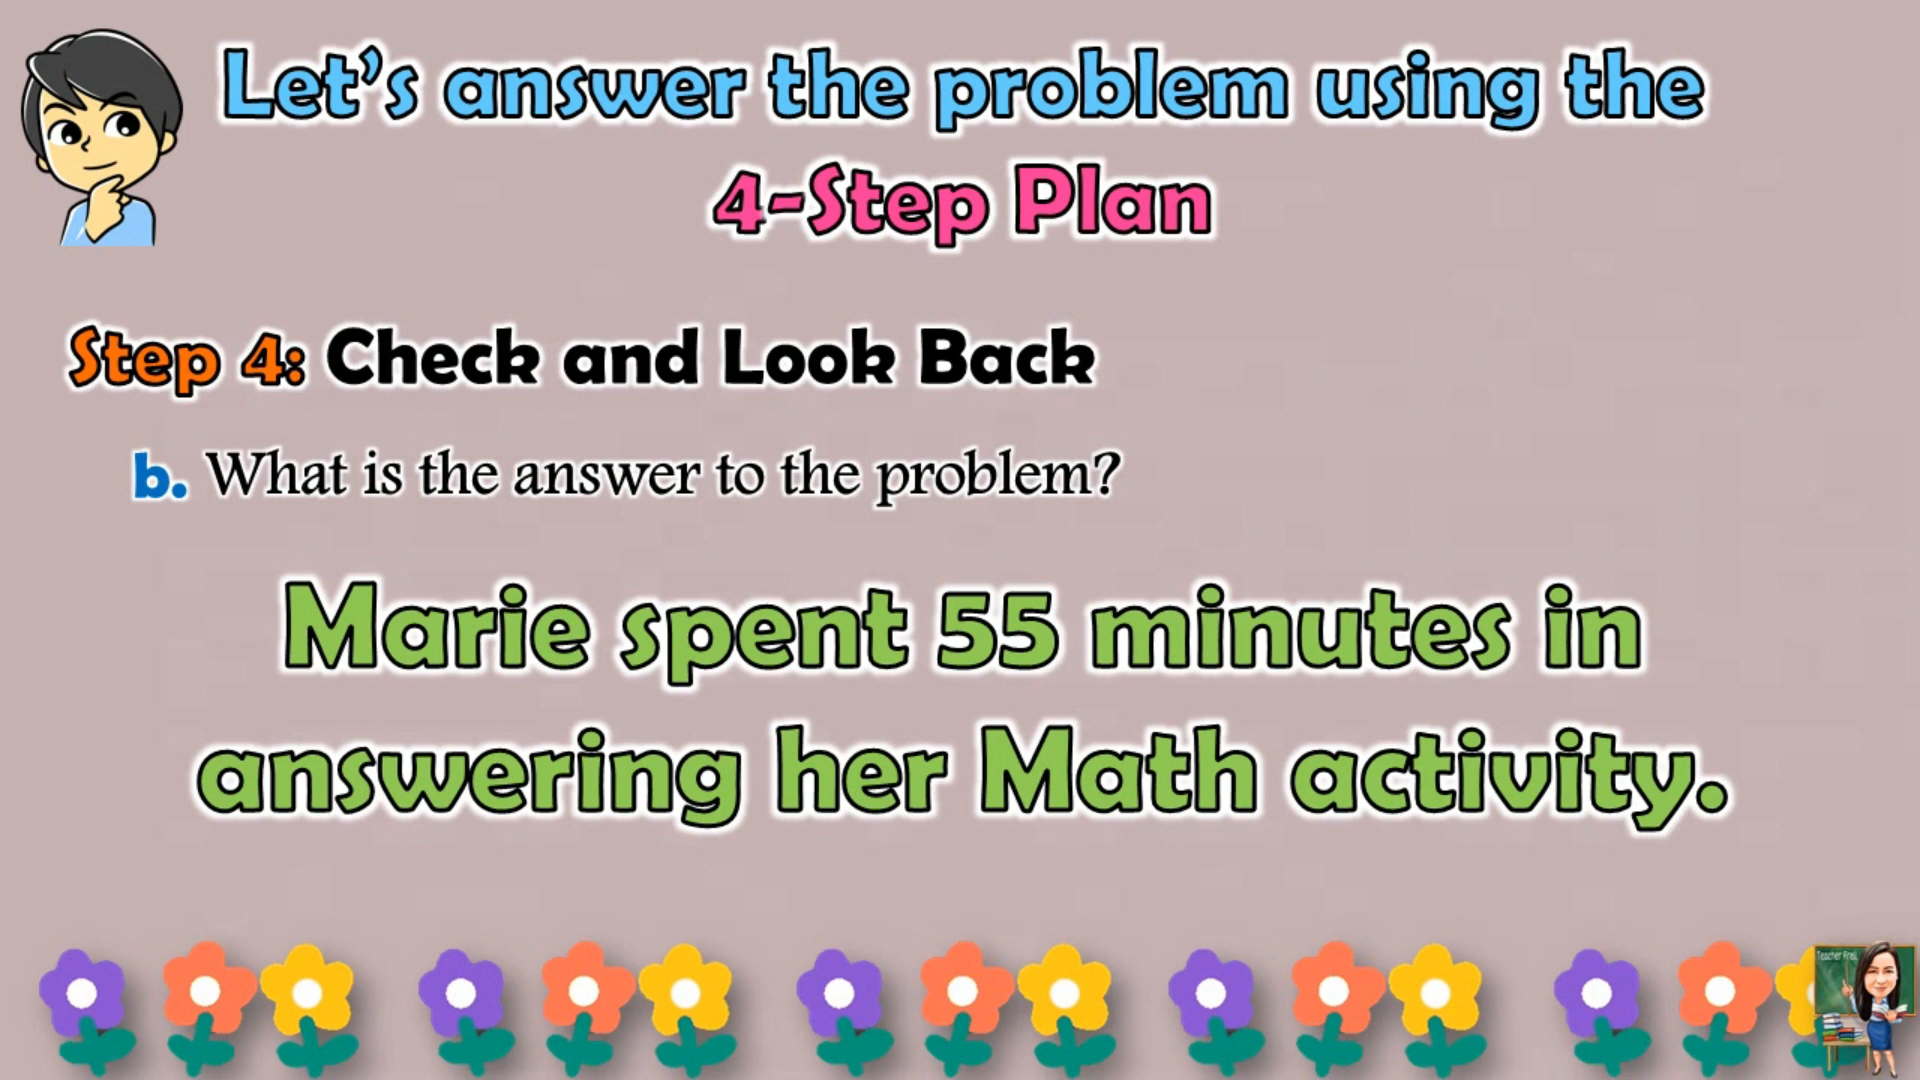 Let's answer the problem using the
4-Step Plan
Step 4: Check and Look Back
b. What is the answer to the problem?
Marie spent 55 minutes in
answering her Math activity.